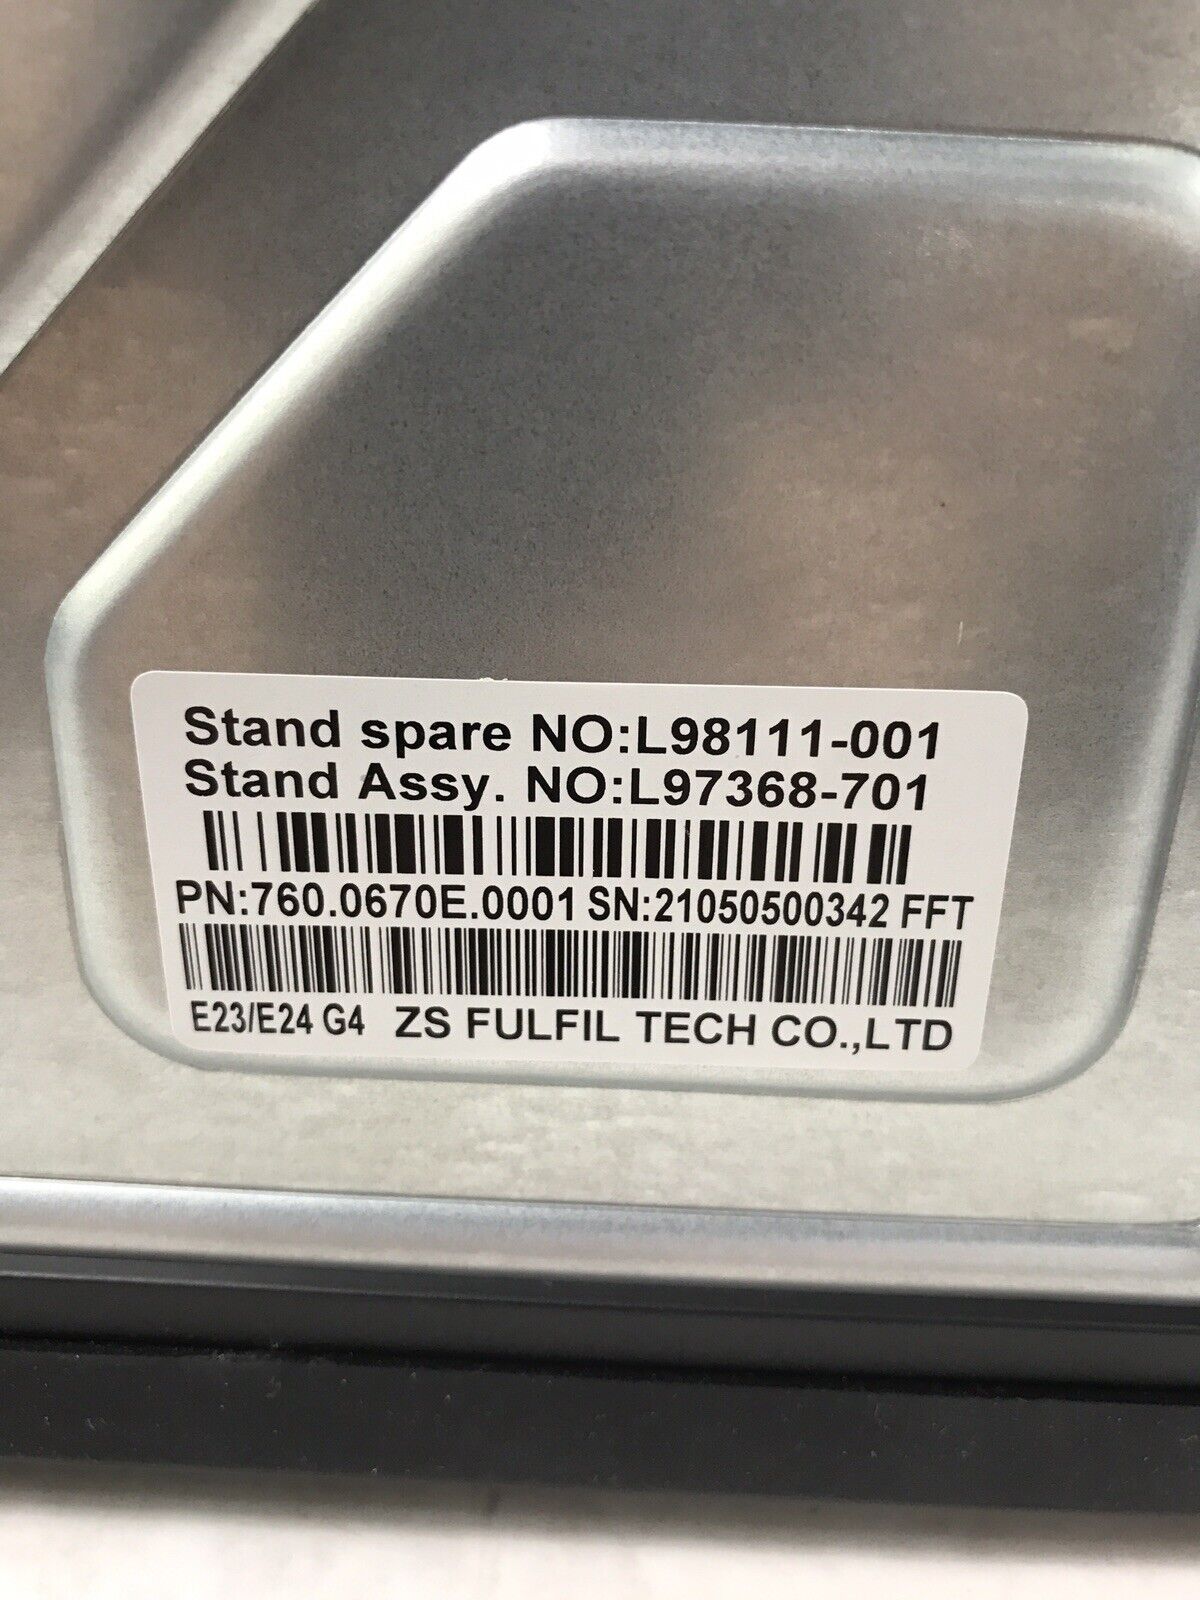 Stand spare NO:L98111-001
Stand Assy. NO:L97368-701
PN:760.0670E.0001 SN:21050500342 FFT
E23/E24 G4 ZS FULFIL TECH CO.,LTD